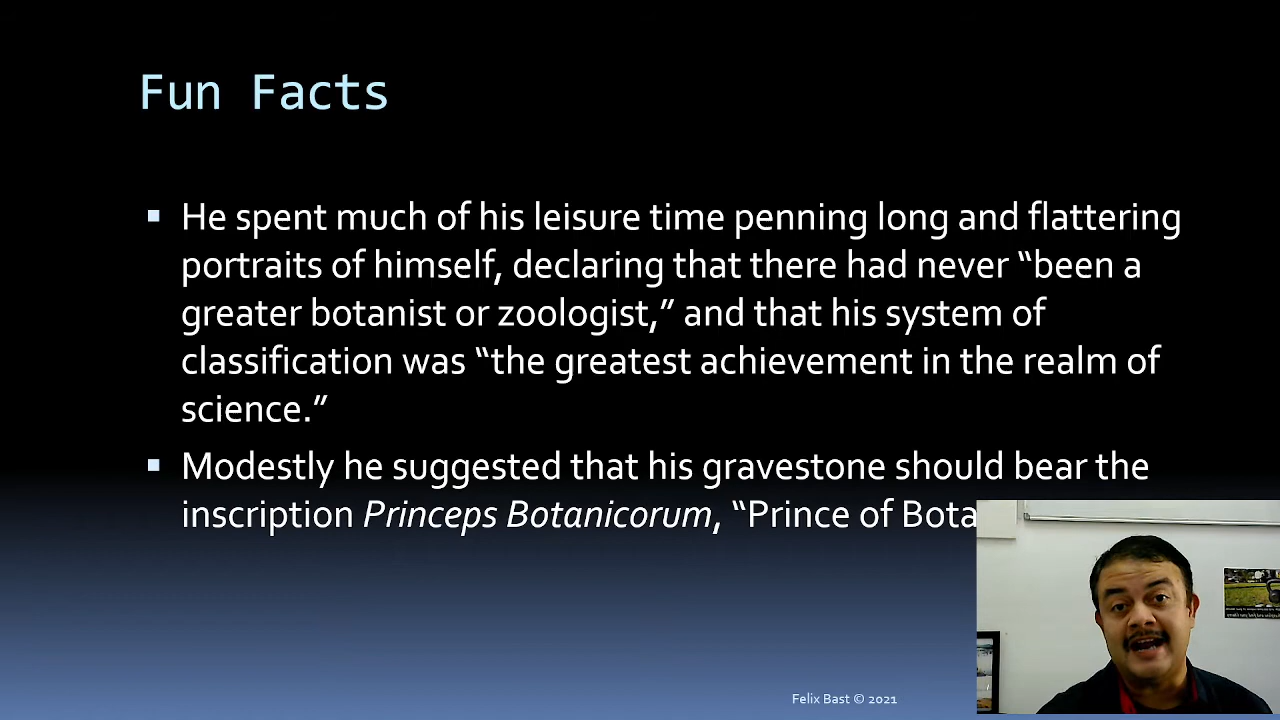 Fun Facts
▪ He spent much of his leisure time penning long and flattering
portraits of himself, declaring that there had never “been a
greater botanist or zoologist,” and that his system of
classification was “the greatest achievement in the realm of
science.”
▪ Modestly he suggested that his gravestone should bear the
inscription Princeps Botanicorum, “Prince of Bota
Felix Bast © 2021